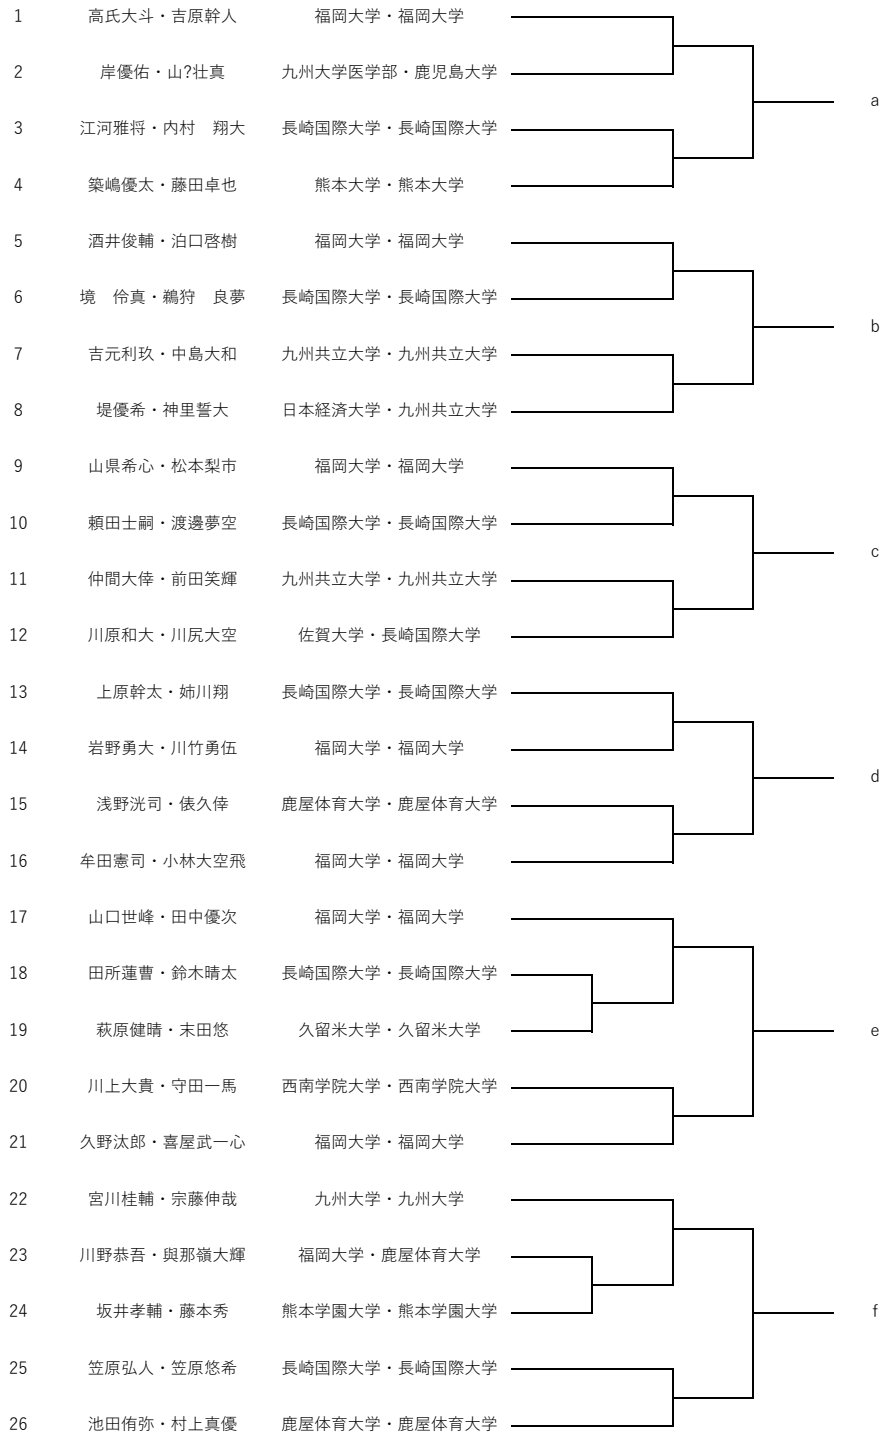 1 高氏大斗・吉原幹人 福岡大学・福岡大学
2 岸優佑・山?壮真 九州大学医学部・鹿児島大学
a
3 江河雅将・内村　翔大 長崎国際大学・長崎国際大学
4 築嶋優太・藤田卓也 熊本大学・熊本大学
5 酒井俊輔・泊口啓樹 福岡大学・福岡大学
6 境　伶真・鵜狩　良夢 長崎国際大学・長崎国際大学
b
7 吉元利玖・中島大和 九州共立大学・九州共立大学
8 堤優希・神里誓大 日本経済大学・九州共立大学
9 山県希心・松本梨市 福岡大学・福岡大学
10 頼田士嗣・渡邊夢空 長崎国際大学・長崎国際大学
c
11 仲間大倖・前田笑輝 九州共立大学・九州共立大学
12 川原和大・川尻大空 佐賀大学・長崎国際大学
13 上原幹太・姉川翔 長崎国際大学・長崎国際大学
14 岩野勇大・川竹勇伍 福岡大学・福岡大学
d
15 浅野洸司・俵久倖 鹿屋体育大学・鹿屋体育大学
16 牟田憲司・小林大空飛 福岡大学・福岡大学
17 山口世峰・田中優次 福岡大学・福岡大学
18 田所蓮曹・鈴木晴太 長崎国際大学・長崎国際大学
19 萩原健晴・末田悠 久留米大学・久留米大学
e
20 川上大貴・守田一馬 西南学院大学・西南学院大学
21 久野汰郎・喜屋武一心 福岡大学・福岡大学
22 宮川桂輔・宗藤伸哉 九州大学・九州大学
23 川野恭吾・與那嶺大輝 福岡大学・鹿屋体育大学
24 坂井孝輔・藤本秀 熊本学園大学・熊本学園大学
f
25 笠原弘人・笠原悠希 長崎国際大学・長崎国際大学
26 池田侑弥・村上真優 鹿屋体育大学・鹿屋体育大学